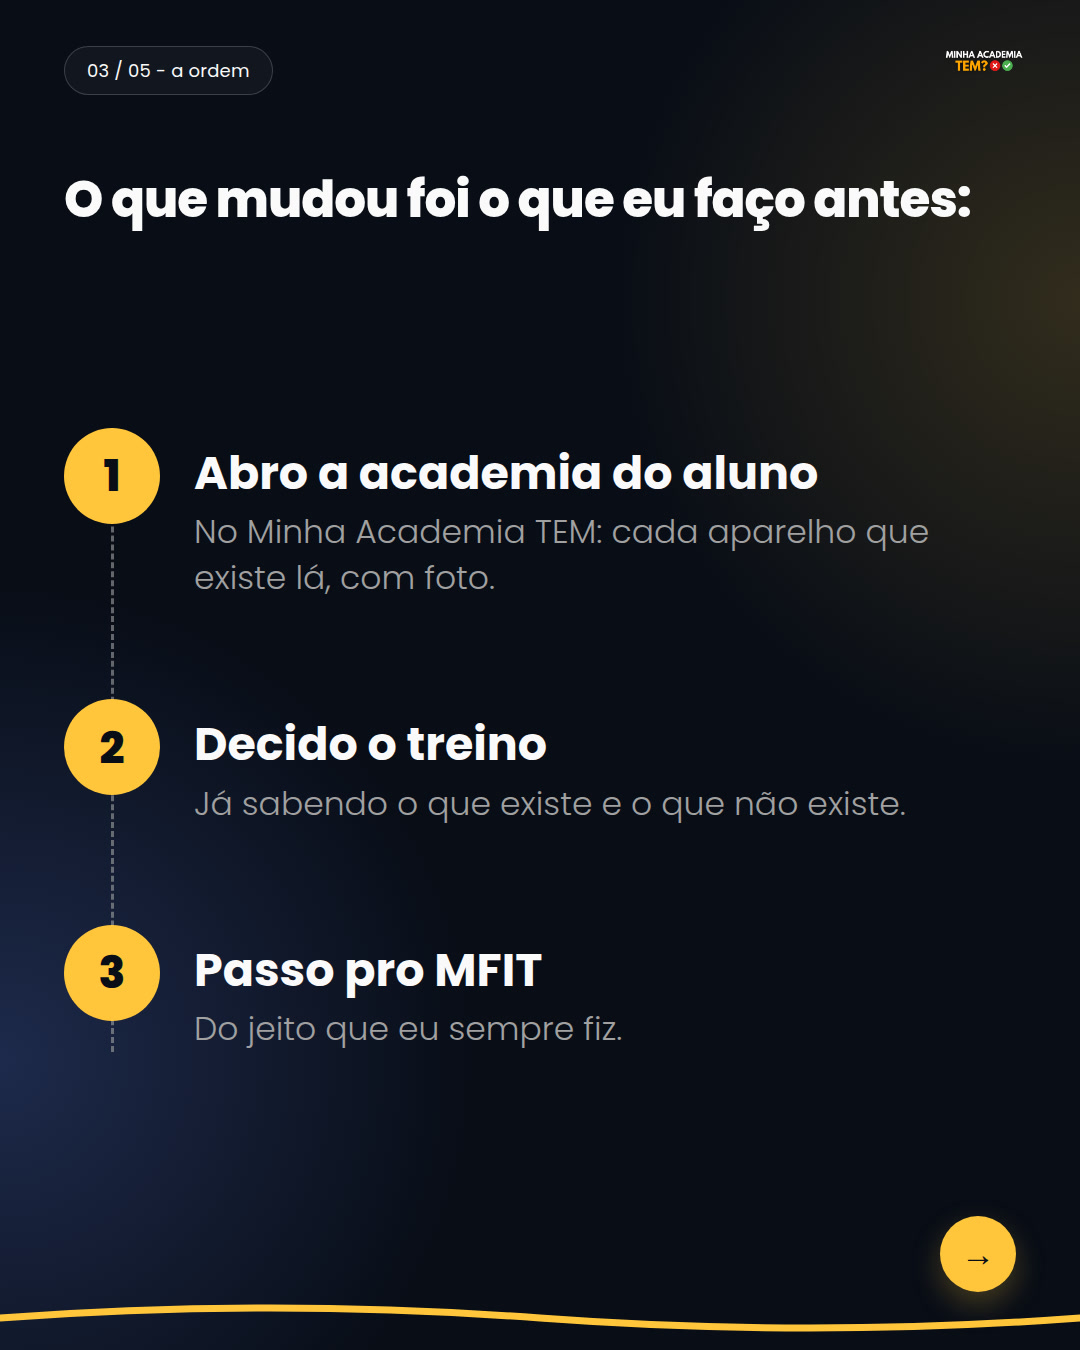 03 / 05 - a ordem
MINHA ACADEMIA
TEM?
O que mudou foi o que eu faço antes:
1
Abro a academia do aluno
No Minha Academia TEM: cada aparelho que
existe lá, com foto.
2
Decido o treino
Já sabendo o que existe e o que não existe.
3
Passo pro MFIT
Do jeito que eu sempre fiz.
→